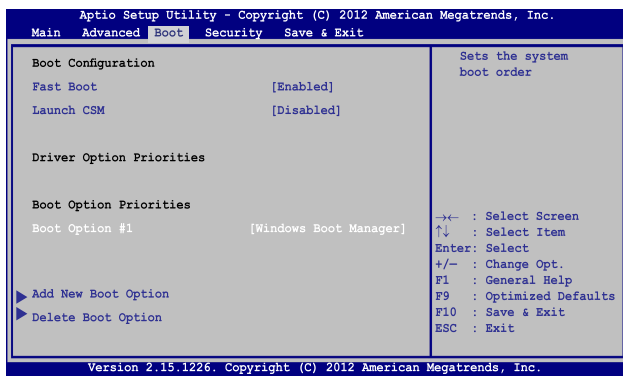 Aptio Setup Utility - Copyright (C) 2012 American Megatrends, Inc.
Main Advanced Boot Security Save & Exit
Boot Configuration
Fast Boot [Enabled]
Launch CSM [Disabled]
Driver Option Priorities
Boot Option Priorities
Boot Option #1 [Windows Boot Manager]
Add New Boot Option
Delete Boot Option
Sets the system
boot order
→← : Select Screen
↑↓ : Select Item
Enter: Select
+/— : Change Opt.
F1 : General Help
F9 : Optimized Defaults
F10 : Save & Exit
ESC : Exit
Version 2.15.1226. Copyright (C) 2012 American Megatrends, Inc.